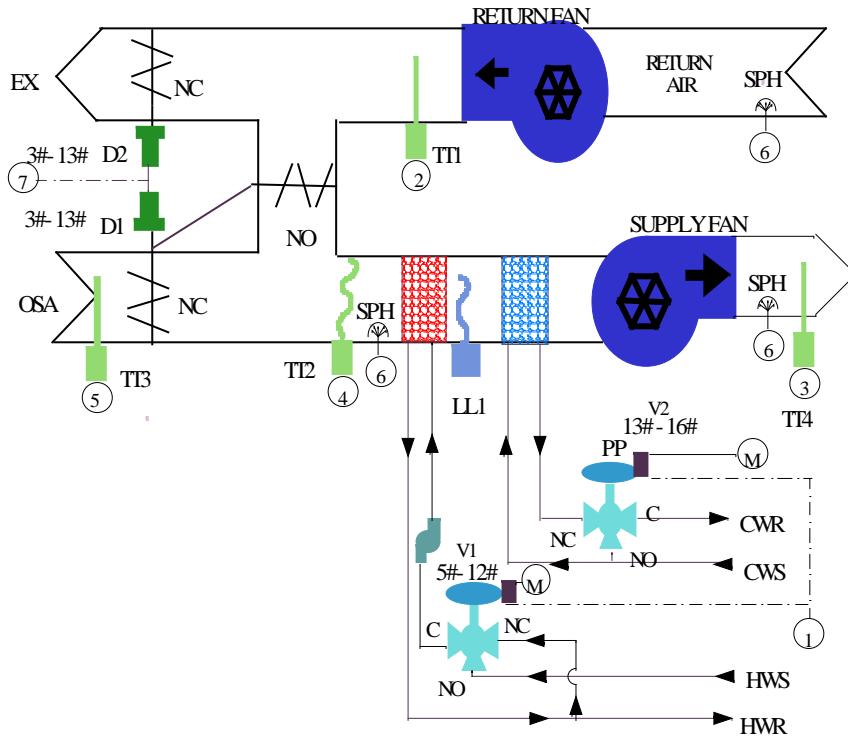 RETURN FAN
RETURN
AIR
SPH
6
EX.
NC
TT1
2
3#- 13#
D2
7
3#- 13#
D1
NO
SUPPLY FAN
SPH
6
OSA
NC
SPH
6
TT3
5
TT2
4
LL1
3
TT4
V2
13# - 16#
PP
M
C
CWR
NC
NO
CWS
V1
5#- 12#
M
1
C
NC
NO
HWS
HWR